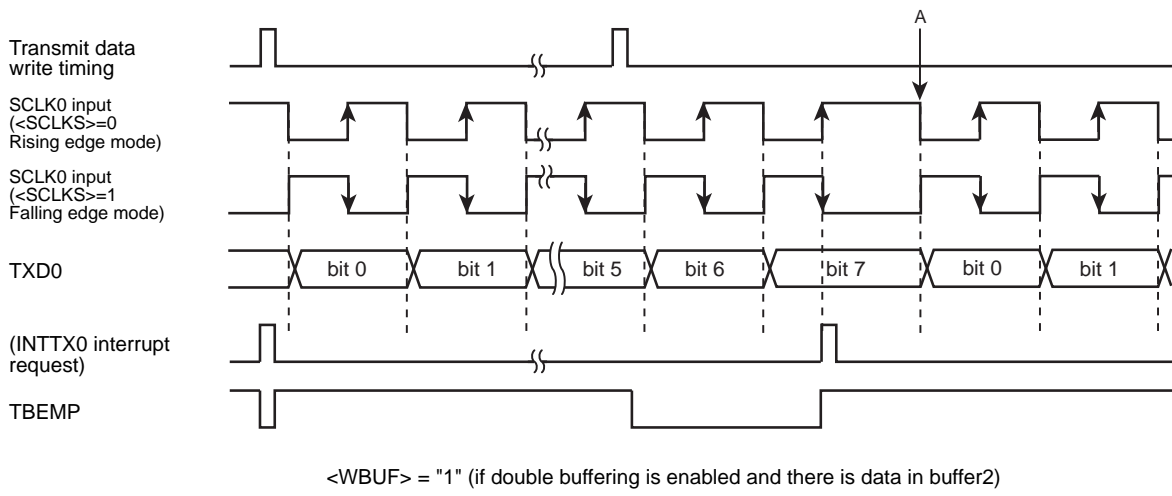 A
Transmit data
write timing
SCLK0 input
(<SCLKS>=0
Rising edge mode)
SCLK0 input
(<SCLKS>=1
Falling edge mode)
TXD0
bit 0
bit 1
bit 5
bit 6
bit 7
bit 0
bit 1
(INTTX0 interrupt
request)
TBEMP
<WBUF> = "1" (if double buffering is enabled and there is data in buffer2)